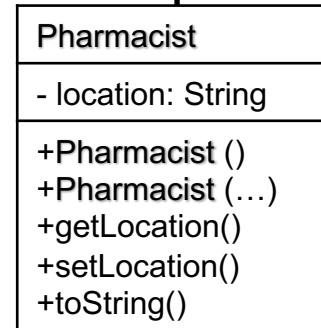 Pharmacist
- location: String
+Pharmacist ()
+Pharmacist (…)
+getLocation()
+setLocation()
+toString()